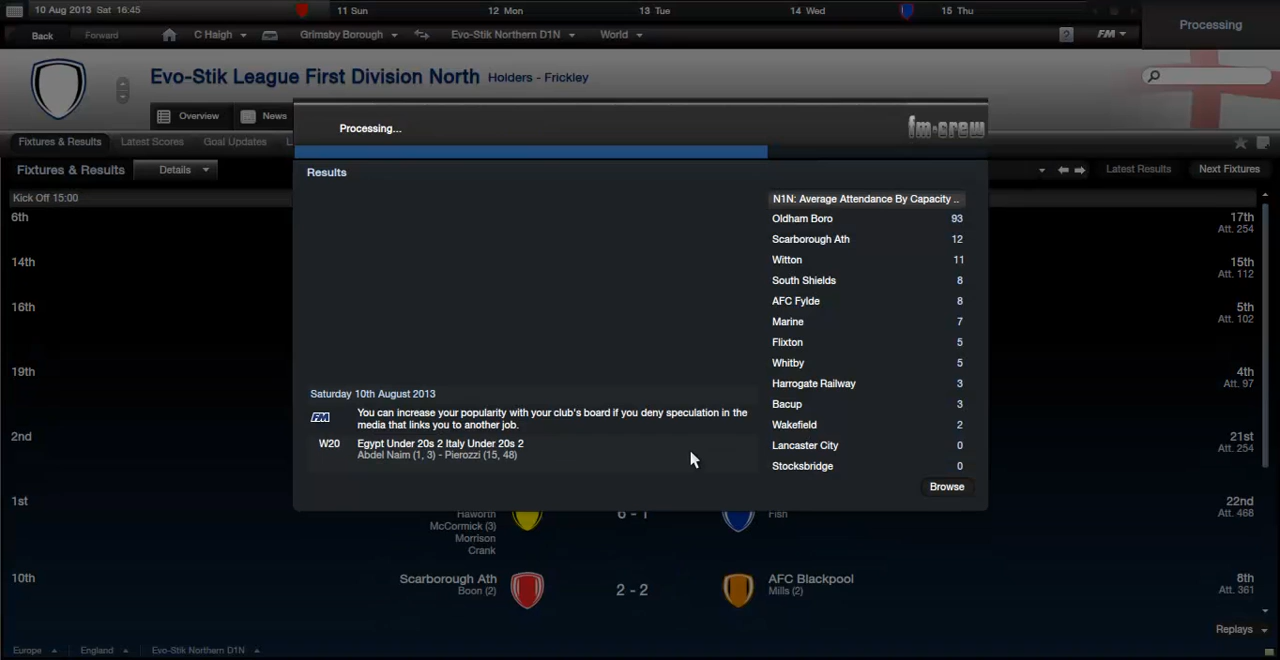 10 Aug 2013 Sat 16:45
11 Sun
12 Mon
13 Tue
14 Wed
15 Thu
Processing
Back
Forward
C Haigh
Grimsby Borough
Evo-Stik Northern D1N
World
?
FM
Evo-Stik League First Division North
Holders - Frickley
Overview
News
Fixtures & Results
Latest Scores
Goal Updates
L
Fixtures & Results
Details
Latest Results
Next Fixtures
Kick Off 15:00
Processing...
fm-crew
Results
N1N: Average Attendance By Capacity ..
Oldham Boro 93
Scarborough Ath 12
Witton 11
South Shields 8
AFC Fylde 8
Marine 7
Flixton 5
Whitby 5
Harrogate Railway 3
Bacup 3
Wakefield 2
Lancaster City 0
Stocksbridge 0
Browse
Saturday 10th August 2013
FM
You can increase your popularity with your club's board if you deny speculation in the
media that links you to another job.
W20
Egypt Under 20s 2 Italy Under 20s 2
Abdel Naim (1, 3) - Pierozzi (15, 48)
6th
17th
Att. 254
14th
15th
Att. 112
16th
5th
Att. 102
19th
4th
Att. 97
2nd
21st
Att. 254
1st
Haworth
McCormick (3)
Morrison
Crank
6 - 1
Fish
22nd
Att. 468
10th
Scarborough Ath
Boon (2)
2 - 2
AFC Blackpool
Mills (2)
8th
Att. 361
Replays
Europe
England
Evo-Stik Northern D1N